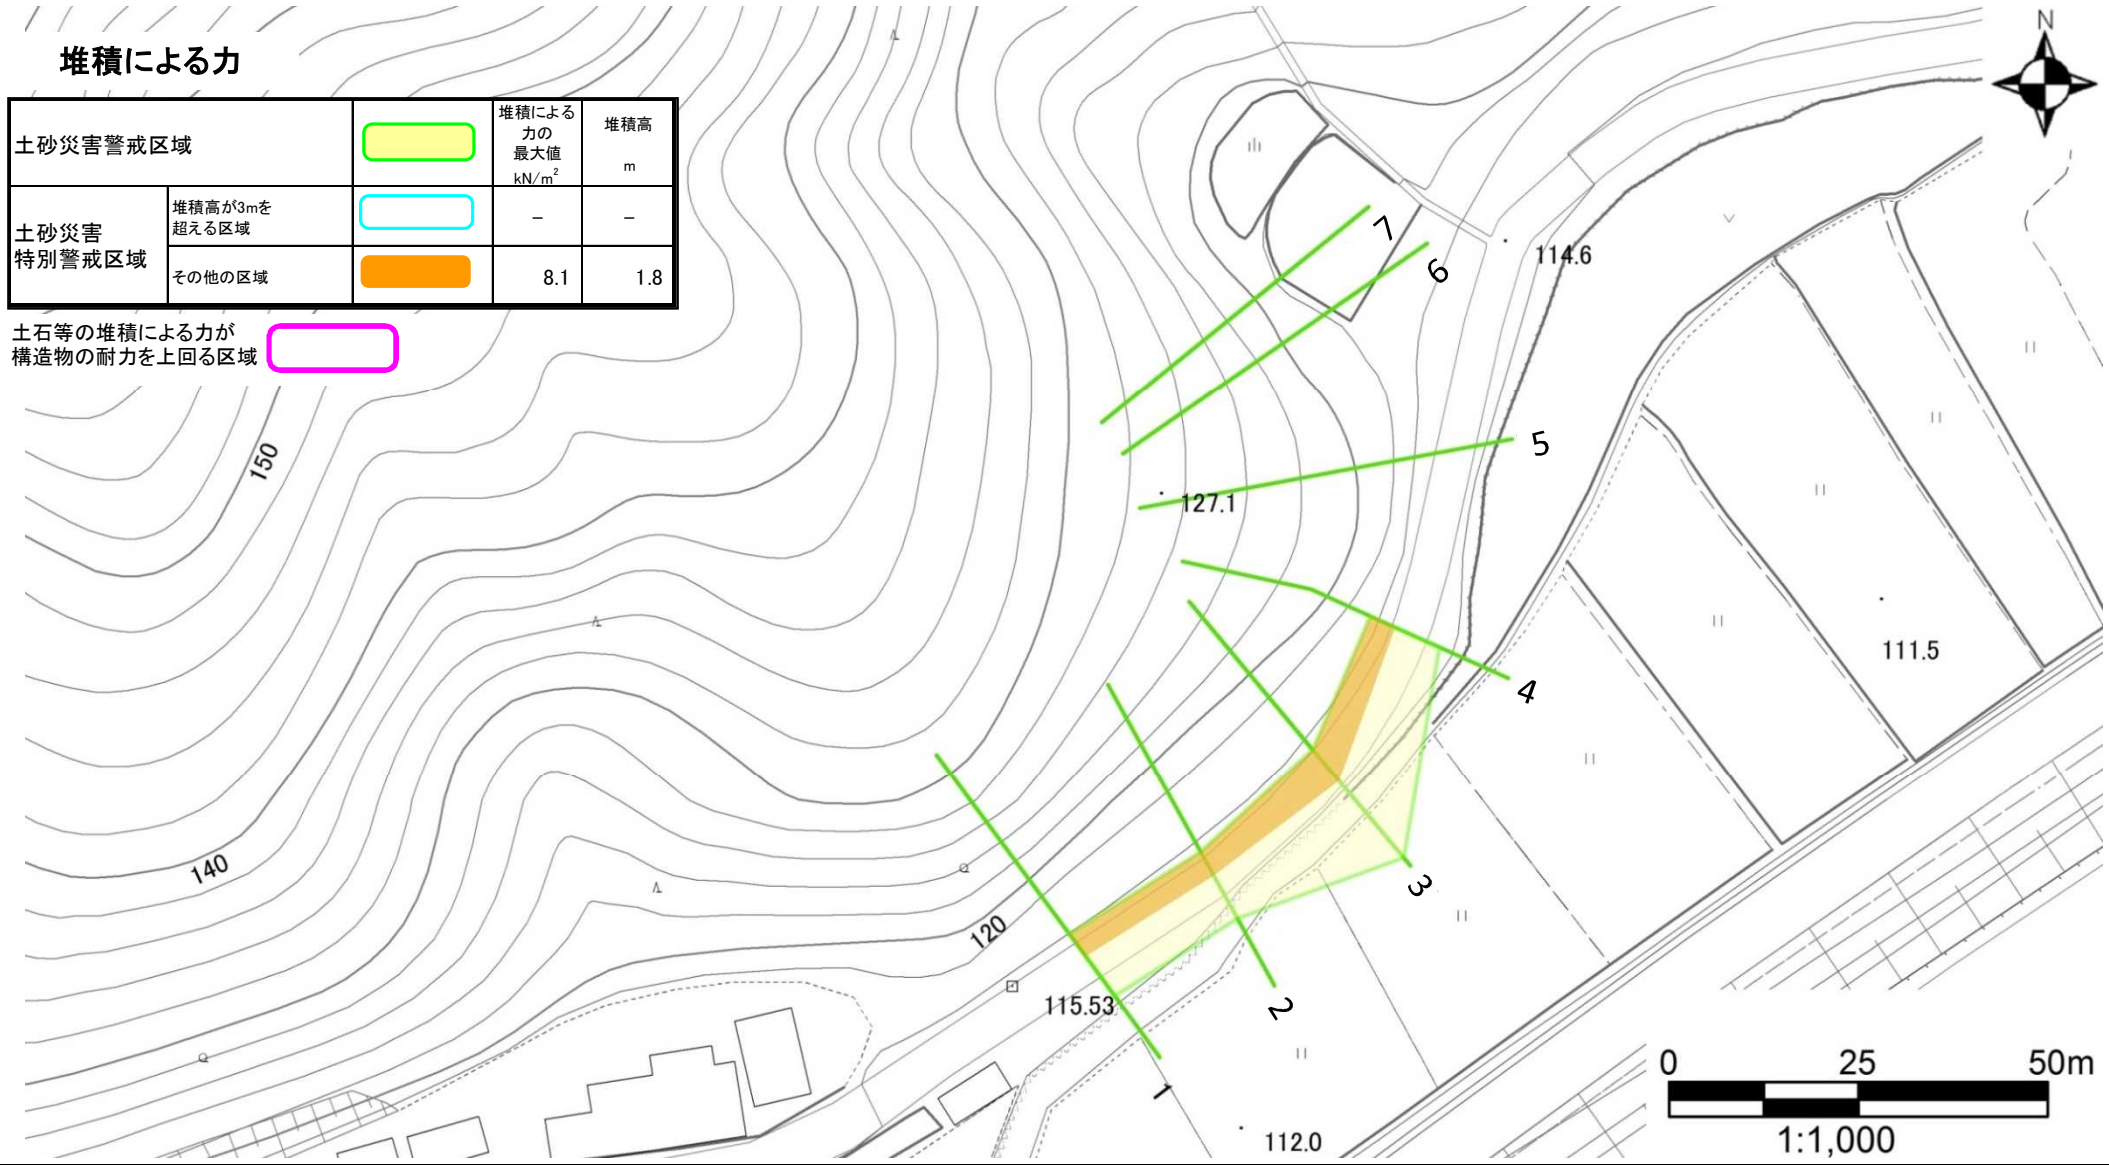 堆積による力
N
土砂災害警戒区域
堆積による
力の
最大値
kN/m²
堆積高
m
土砂災害
特別警戒区域
堆積高が3mを
超える区域
－
－
その他の区域
8.1
1.8
土石等の堆積による力が
構造物の耐力を上回る区域
7
6
114.6
5
127.1
150
4
111.5
140
3
120
115.53
2
1
112.0
0 25 50m
1:1,000